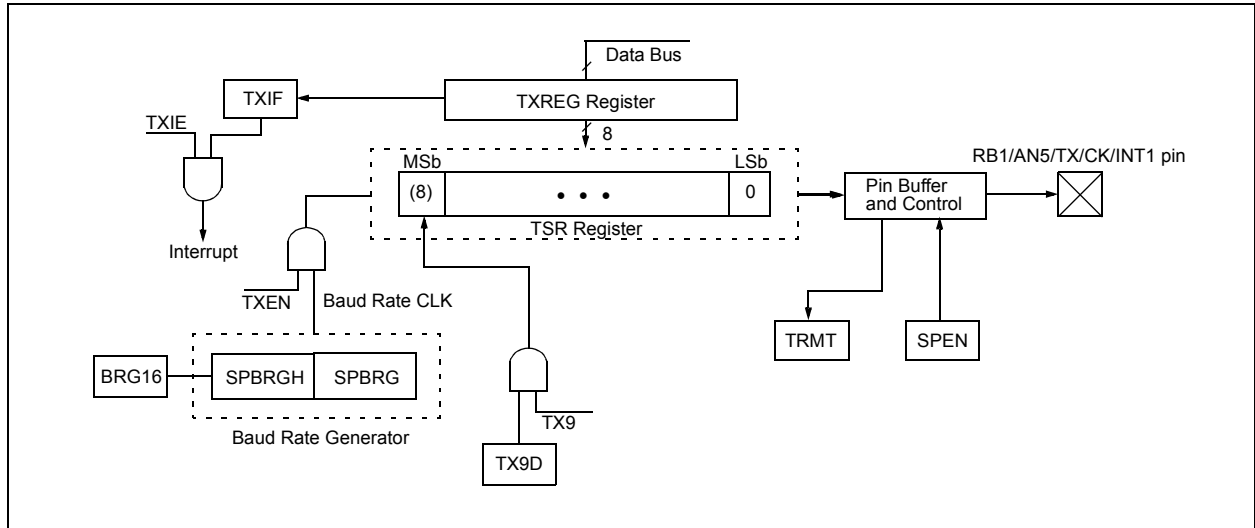 Data Bus
TXIF
TXREG Register
TXIE
8
MSb
LSb
RB1/AN5/TX/CK/INT1 pin
(8)
• • •
0
Pin Buffer
and Control
TSR Register
Interrupt
TXEN
Baud Rate CLK
TRMT
SPEN
BRG16
SPBRGH
SPBRG
TX9
Baud Rate Generator
TX9D